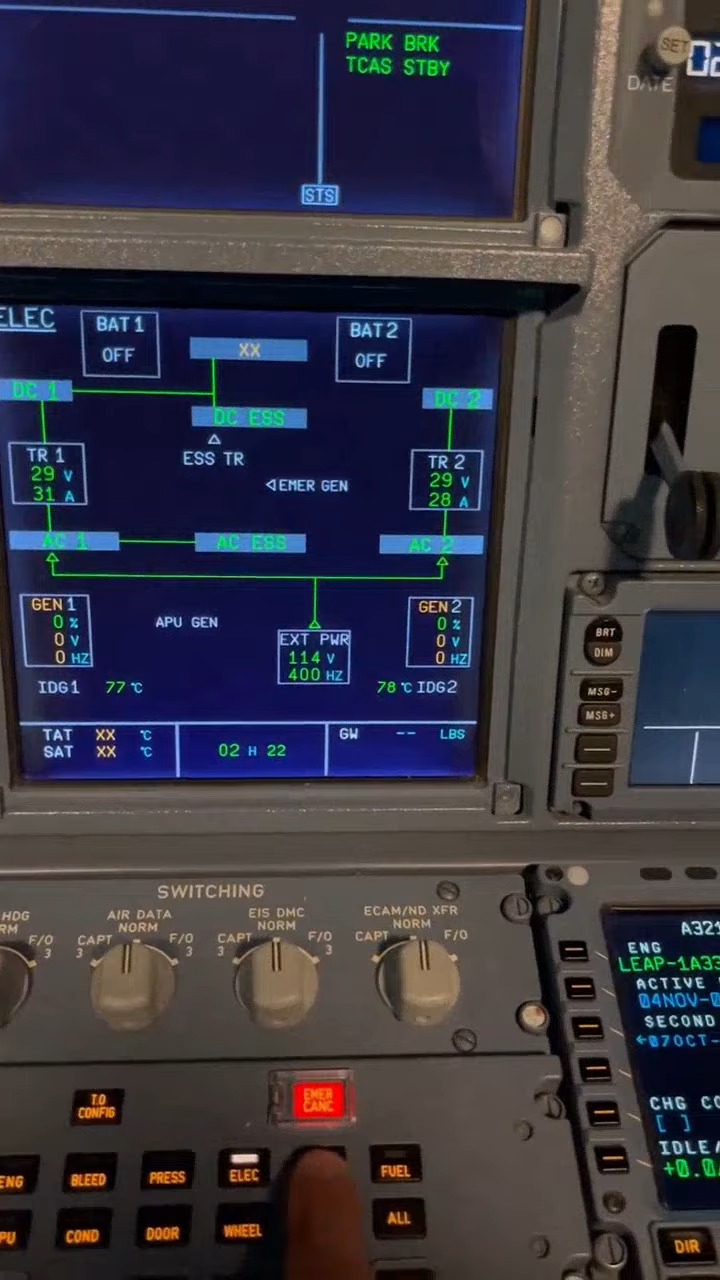 PARK BRK
TCAS STBY
STS
SET
DATE
ELEC
BAT 1
OFF
XX
BAT 2
OFF
DC 1
DC ESS
DC 2
ESS TR
TR 1
29 V
31 A
◁EMER GEN
TR 2
29 V
28 A
AC 1
AC ESS
AC 2
GEN 1
0 %
0 V
0 HZ
APU GEN
EXT PWR
114 V
400 HZ
GEN 2
0 %
0 V
0 HZ
IDG1 77 °C
78 °C IDG2
TAT XX °C
SAT XX °C
02 H 22
GW -- LBS
BRT
DIM
MSG-
MSG+
SWITCHING
HDG
AIR DATA
NORM
CAPT F/O
3 3
EIS DMC
NORM
CAPT F/O
3 3
ECAM/ND XFR
NORM
CAPT F/O
F/O
3
A321
ENG
LEAP-1A33
ACTIVE
04NOV-0
SECOND
←07OCT-
CHG CO
[ ]
IDLE/
+0.0/
T.O
CONFIG
EMER
CANC
ENG
BLEED
PRESS
ELEC
FUEL
PU
COND
DOOR
WHEEL
ALL
DIR